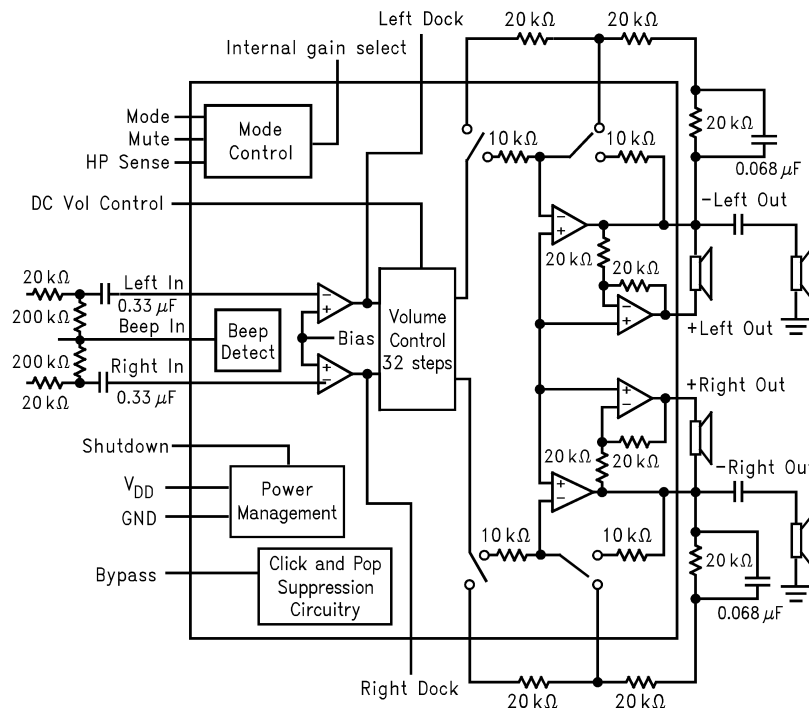 Left Dock
20 kΩ 20 kΩ
Internal gain select
Mode
Mute
HP Sense
Mode
Control
10 kΩ
10 kΩ
20 kΩ
0.068 μF
DC Vol Control
−Left Out
20 kΩ
Left In
0.33 μF
200 kΩ
Beep In
200 kΩ
Right In
20 kΩ
0.33 μF
Beep
Detect
−
+
+
−
Bias
Volume
Control
32 steps
−
+
20 kΩ
20 kΩ
−
+
+Left Out
+
−
+Right Out
20 kΩ
20 kΩ
+
−
−Right Out
Shutdown
VDD
GND
Power
Management
Bypass
Click and Pop
Suppression
Circuitry
10 kΩ
10 kΩ
20 kΩ
0.068 μF
Right Dock
20 kΩ 20 kΩ